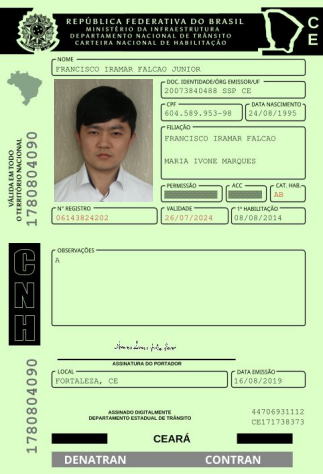 REPÚBLICA FEDERATIVA DO BRASIL
MINISTÉRIO DA INFRAESTRUTURA
DEPARTAMENTO NACIONAL DE TRÂNSITO
CARTEIRA NACIONAL DE HABILITAÇÃO
CE
NOME
FRANCISCO IRAMAR FALCAO JUNIOR
DOC. IDENTIDADE/ÓRG EMISSOR/UF
20073840488 SSP CE
CPF
604.589.953-98
DATA NASCIMENTO
24/08/1995
FILIAÇÃO
FRANCISCO IRAMAR FALCAO
MARIA IVONE MARQUES
PERMISSÃO
ACC
CAT. HAB.
AB
Nº REGISTRO
06143824202
VALIDADE
26/07/2024
1ª HABILITAÇÃO
08/08/2014
VÁLIDA EM TODO
O TERRITÓRIO NACIONAL
1780804090
OBSERVAÇÕES
A
CNH
ASSINATURA DO PORTADOR
LOCAL
FORTALEZA, CE
DATA EMISSÃO
16/08/2019
1780804090
ASSINADO DIGITALMENTE
DEPARTAMENTO ESTADUAL DE TRÂNSITO
44706931112
CE171738373
CEARÁ
DENATRAN CONTRAN